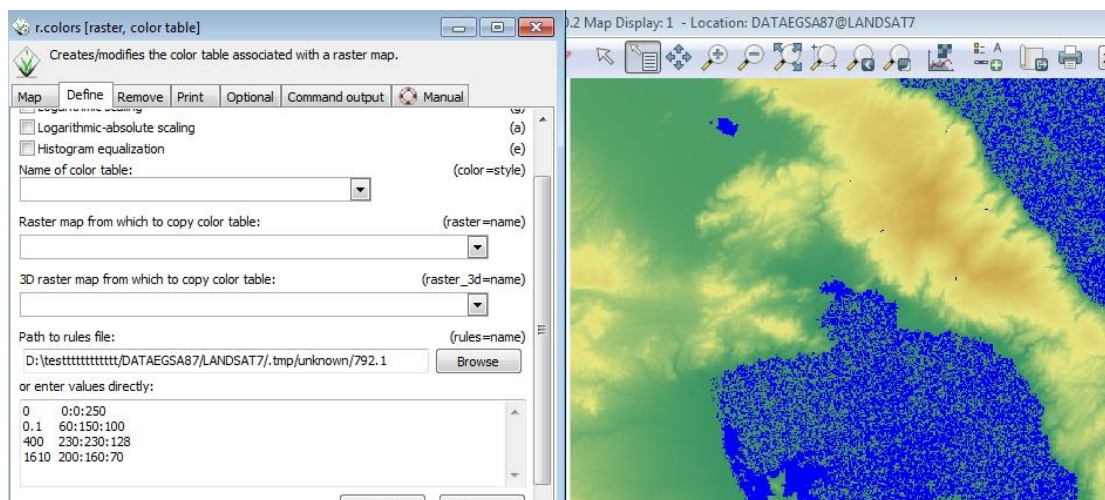 r.colors [raster, color table]
Creates/modifies the color table associated with a raster map.
Map Define Remove Print Optional Command output Manual
Logarithmic scaling (g)
Logarithmic-absolute scaling (a)
Histogram equalization (e)
Name of color table: (color=style)
Raster map from which to copy color table: (raster=name)
3D raster map from which to copy color table: (raster_3d=name)
Path to rules file: (rules=name)
D:\testttttttttttt/DATAEGSA87/LANDSAT7/.tmp/unknown/792.1 Browse
or enter values directly:
0 0:0:250
0.1 60:150:100
400 230:230:128
1610 200:160:70
0.2 Map Display: 1 - Location: DATAEGSA87@LANDSAT7